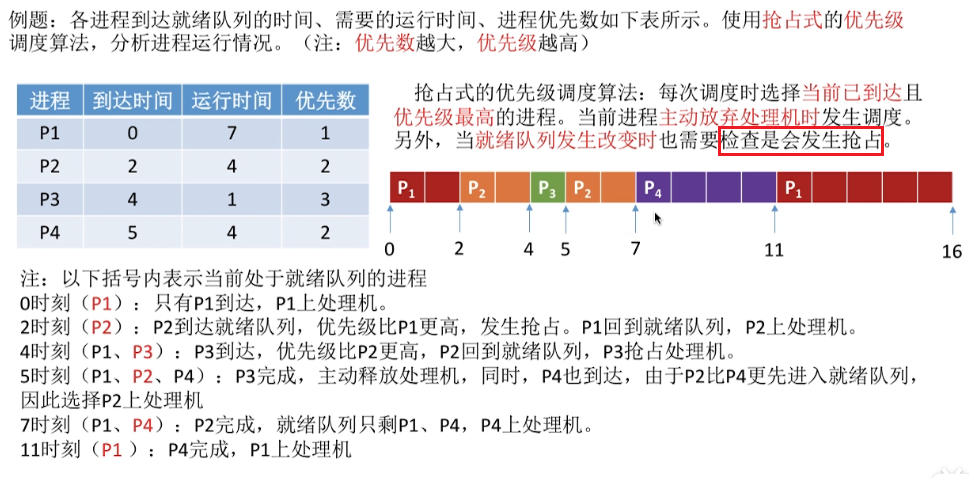 例题：各进程到达就绪队列的时间、需要的运行时间、进程优先数如下表所示。使用抢占式的优先级
调度算法，分析进程运行情况。（注：优先数越大，优先级越高）
进程 到达时间 运行时间 优先数
P1 0 7 1
P2 2 4 2
P3 4 1 3
P4 5 4 2
抢占式的优先级调度算法：每次调度时选择当前已到达且
优先级最高的进程。当前进程主动放弃处理机时发生调度。
另外，当就绪队列发生改变时也需要检查是会发生抢占。
P1 P2 P3 P2 P4 P1
0 2 4 5 7 11 16
注：以下括号内表示当前处于就绪队列的进程
0时刻（P1）：只有P1到达，P1上处理机。
2时刻（P2）：P2到达就绪队列，优先级比P1更高，发生抢占。P1回到就绪队列，P2上处理机。
4时刻（P1、P3）：P3到达，优先级比P2更高，P2回到就绪队列，P3抢占处理机。
5时刻（P1、P2、P4）：P3完成，主动释放处理机，同时，P4也到达，由于P2比P4更先进入就绪队列，
因此选择P2上处理机
7时刻（P1、P4）：P2完成，就绪队列只剩P1、P4，P4上处理机。
11时刻（P1 ）：P4完成，P1上处理机